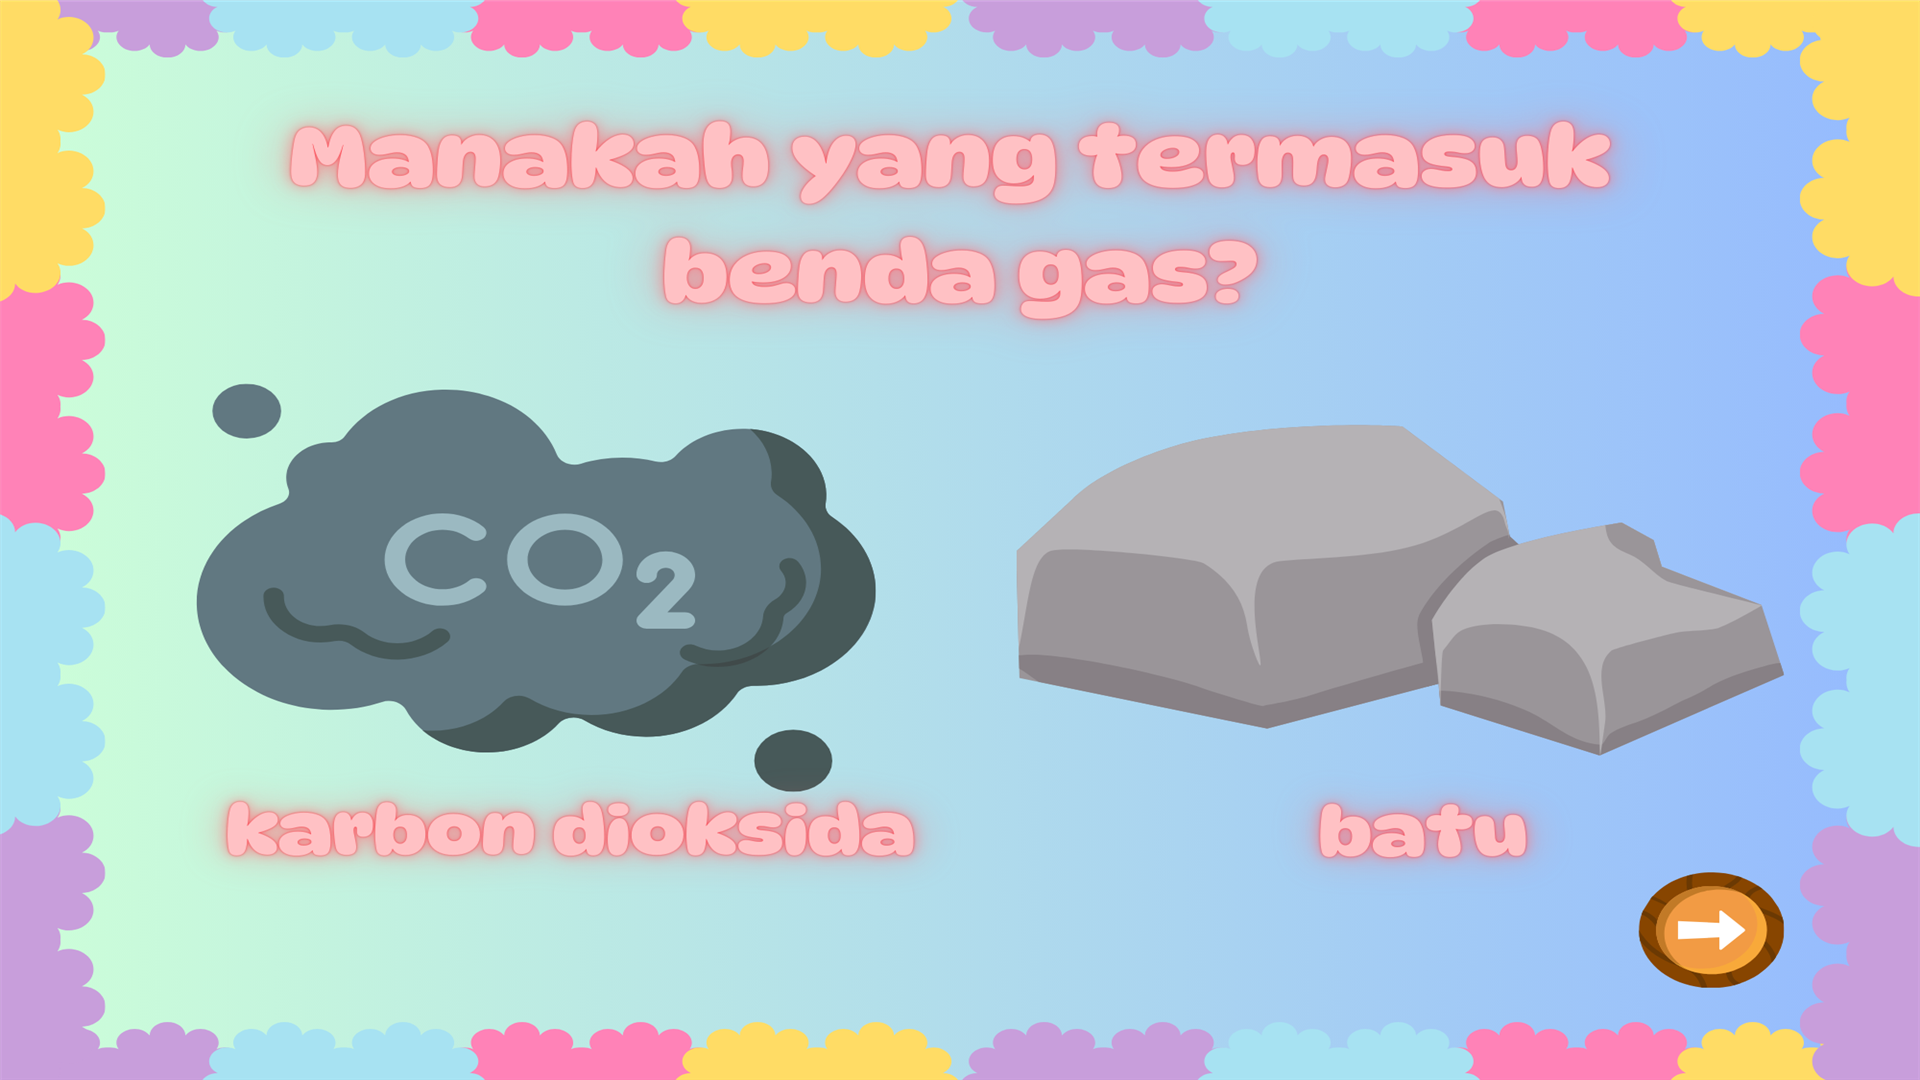 Manakah yang termasuk
benda gas?
CO₂
karbon dioksida
batu